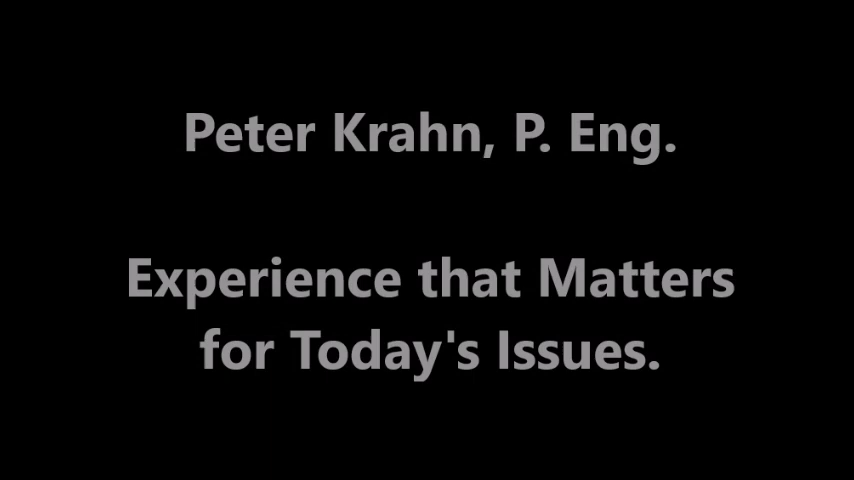 Peter Krahn, P. Eng.
Experience that Matters
for Today's Issues.